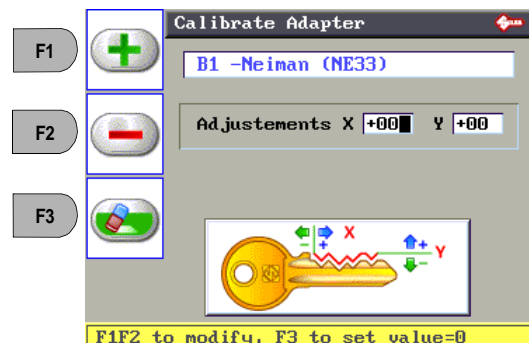 Calibrate Adapter
F1
B1 -Neiman (NE33)
F2
Adjustements X +00 Y +00
F3
X
- +
+ Y
-
F1F2 to modify, F3 to set value=0